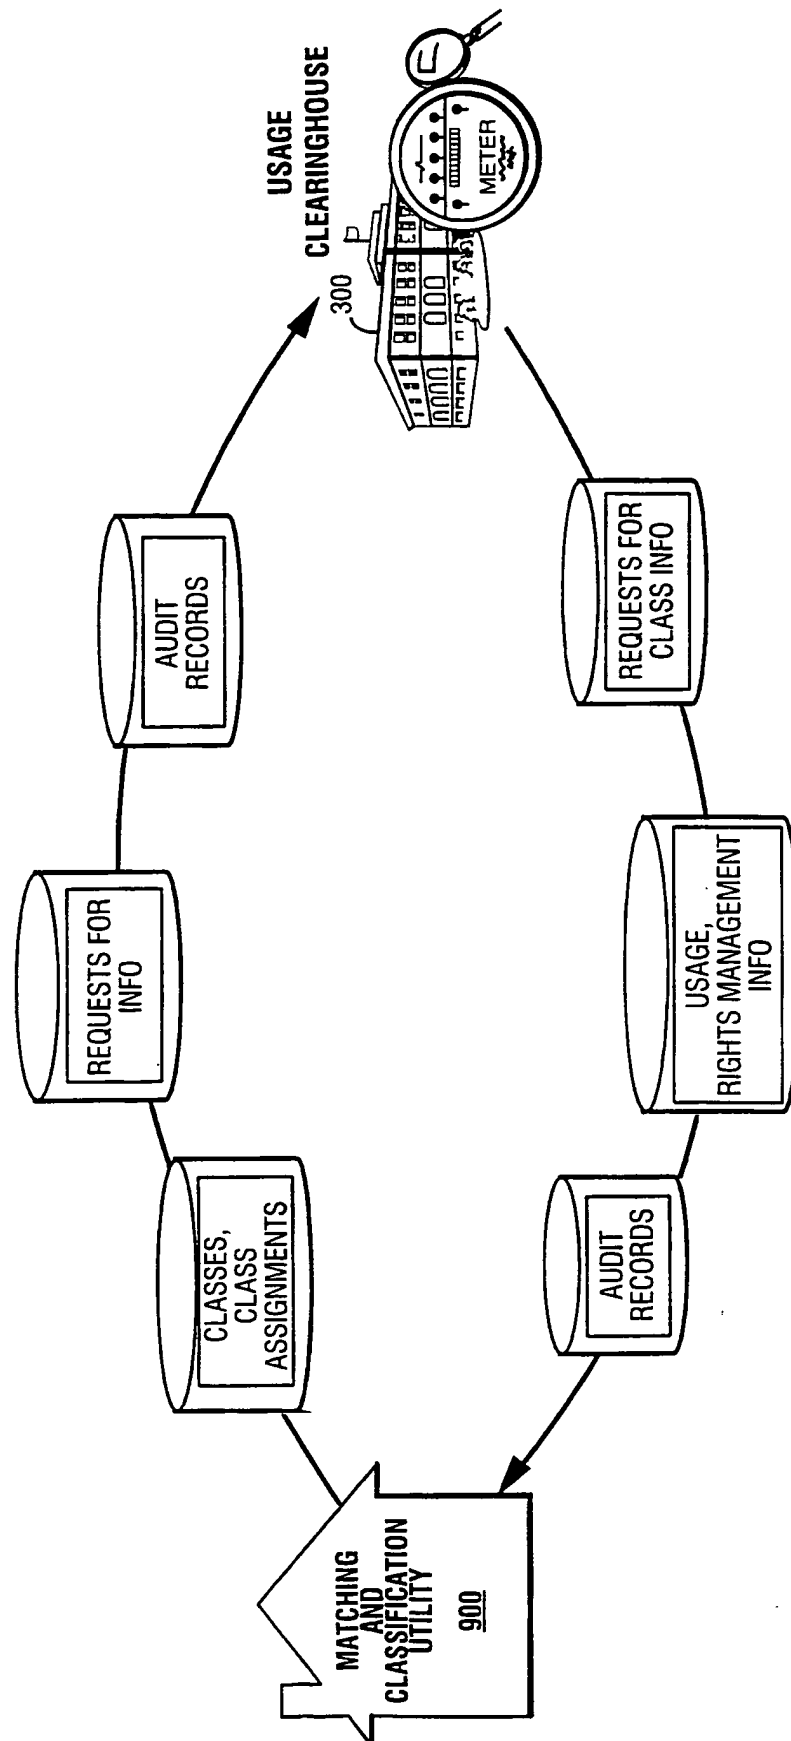 USAGE
CLEARINGHOUSE
300
METER
AUDIT
RECORDS
REQUESTS FOR
INFO
CLASSES,
CLASS
ASSIGNMENTS
MATCHING
AND
CLASSIFICATION
UTILITY
900
REQUESTS FOR
CLASS INFO
USAGE,
RIGHTS MANAGEMENT
INFO
AUDIT
RECORDS